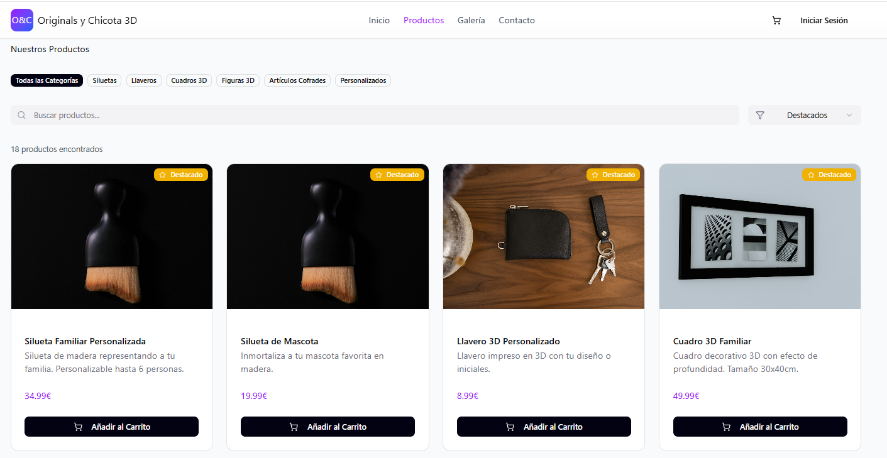 O&C Originals y Chicota 3D Inicio Productos Galería Contacto Iniciar Sesión
Nuestros Productos
Todas las Categorías Siluetas Llaveros Cuadros 3D Figuras 3D Artículos Cofrades Personalizados
Buscar productos... Destacados
18 productos encontrados
Destacado Destacado Destacado Destacado
Silueta Familiar Personalizada
Silueta de madera representando a tu
familia. Personalizable hasta 6 personas.
34.99€
Añadir al Carrito
Silueta de Mascota
Inmortaliza a tu mascota favorita en
madera.
19.99€
Añadir al Carrito
Llavero 3D Personalizado
Llavero impreso en 3D con tu diseño o
iniciales.
8.99€
Añadir al Carrito
Cuadro 3D Familiar
Cuadro decorativo 3D con efecto de
profundidad. Tamaño 30x40cm.
49.99€
Añadir al Carrito